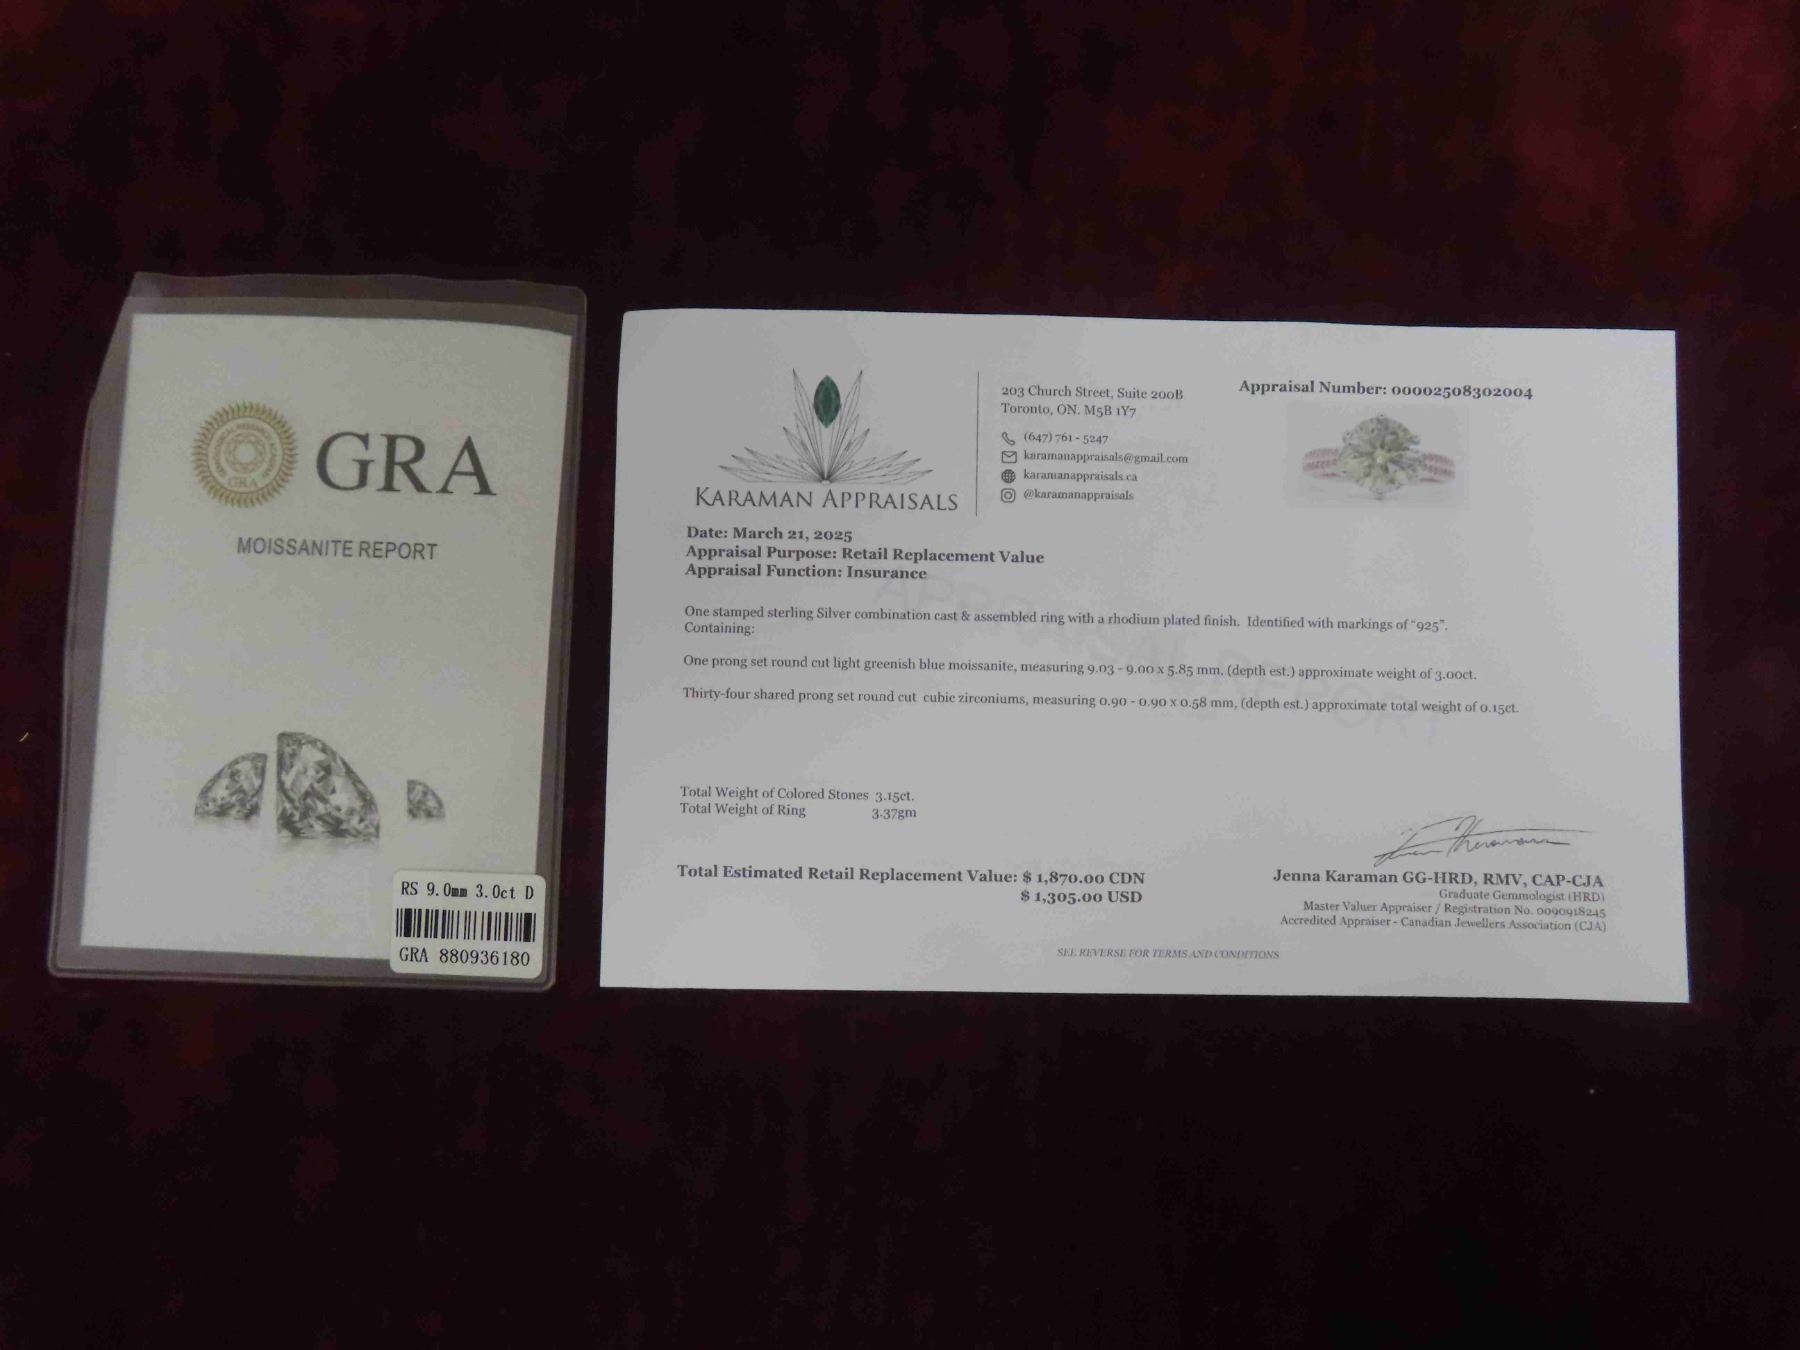 GRA
GRA
MOISSANITE REPORT
RS 9.0mm 3.0ct D
GRA 880936180
KARAMAN APPRAISALS
203 Church Street, Suite 200B
Toronto, ON. M5B 1Y7
(647) 761 - 5247
karamanappraisals@gmail.com
karamanappraisals.ca
@karamanappraisals
Appraisal Number: 00002508302004
Date: March 21, 2025
Appraisal Purpose: Retail Replacement Value
Appraisal Function: Insurance
APPRAISAL REPORT
One stamped sterling Silver combination cast & assembled ring with a rhodium plated finish. Identified with markings of "925".
Containing:
One prong set round cut light greenish blue moissanite, measuring 9.03 - 9.00 x 5.85 mm, (depth est.) approximate weight of 3.00ct.
Thirty-four shared prong set round cut cubic zirconiums, measuring 0.90 - 0.90 x 0.58 mm, (depth est.) approximate total weight of 0.15ct.
Total Weight of Colored Stones 3.15ct.
Total Weight of Ring 3.37gm
Total Estimated Retail Replacement Value: $ 1,870.00 CDN
$ 1,305.00 USD
Jenna Karaman GG-HRD, RMV, CAP-CJA
Graduate Gemmologist (HRD)
Master Valuer Appraiser / Registration No. 0090918245
Accredited Appraiser - Canadian Jewellers Association (CJA)
SEE REVERSE FOR TERMS AND CONDITIONS